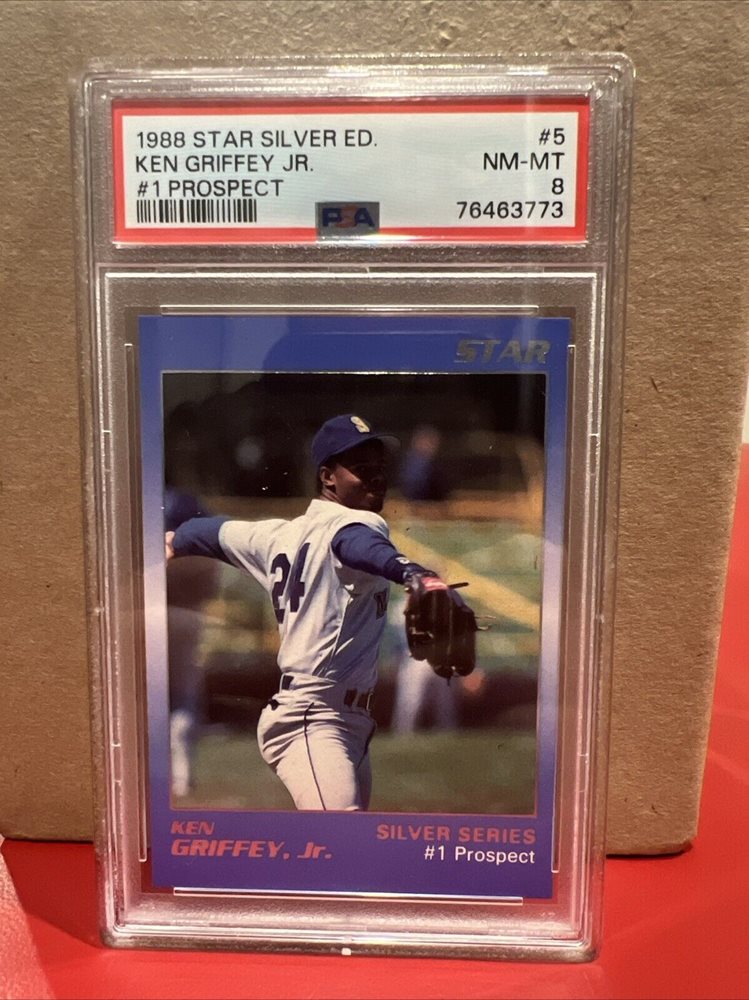 1988 STAR SILVER ED. #5
KEN GRIFFEY JR. NM-MT
#1 PROSPECT 8
PSA 76463773
STAR
S
24
KEN
GRIFFEY, Jr.
SILVER SERIES
#1 Prospect